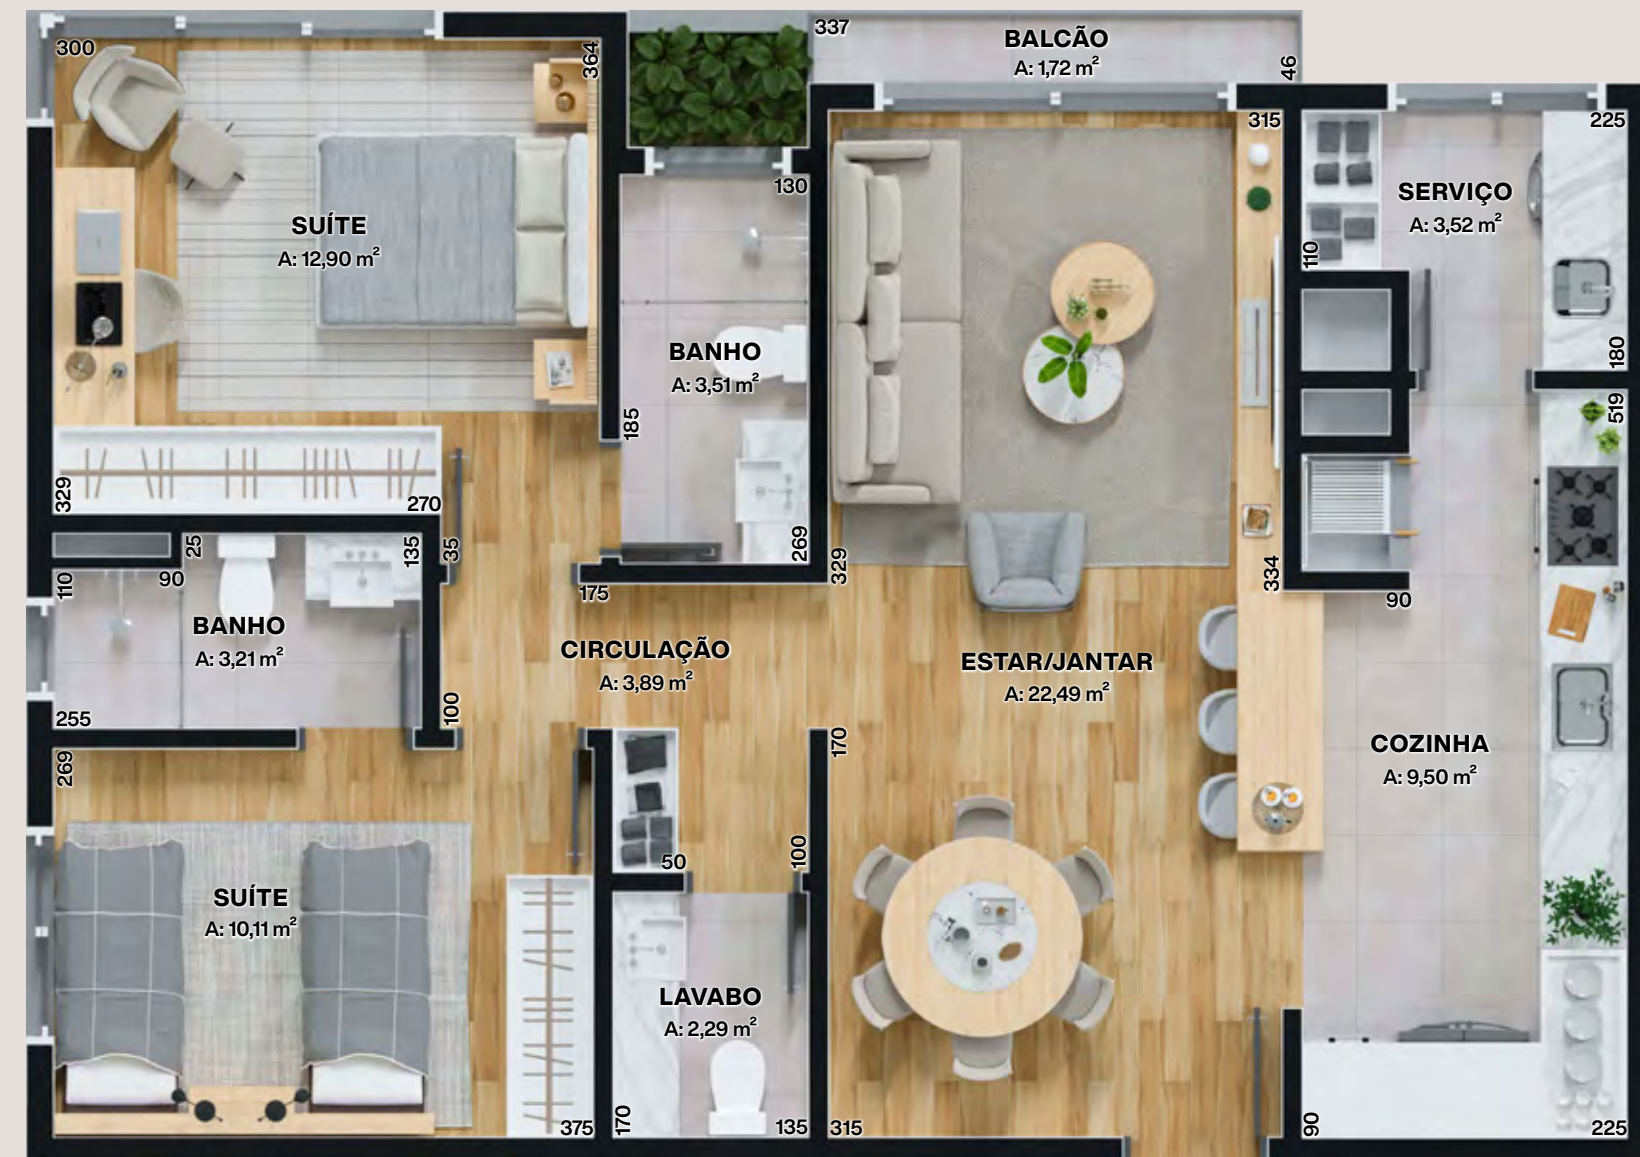 337
BALCÃO
A: 1,72 m²
46
300
364
SUÍTE
A: 12,90 m²
329
270
130
BANHO
A: 3,51 m²
185
269
315
329
334
ESTAR/JANTAR
A: 22,49 m²
170
315
225
SERVIÇO
A: 3,52 m²
110
180
519
90
COZINHA
A: 9,50 m²
90
225
25
135
35
110
90
BANHO
A: 3,21 m²
255
100
175
CIRCULAÇÃO
A: 3,89 m²
50
100
269
SUÍTE
A: 10,11 m²
375
LAVABO
A: 2,29 m²
170
135